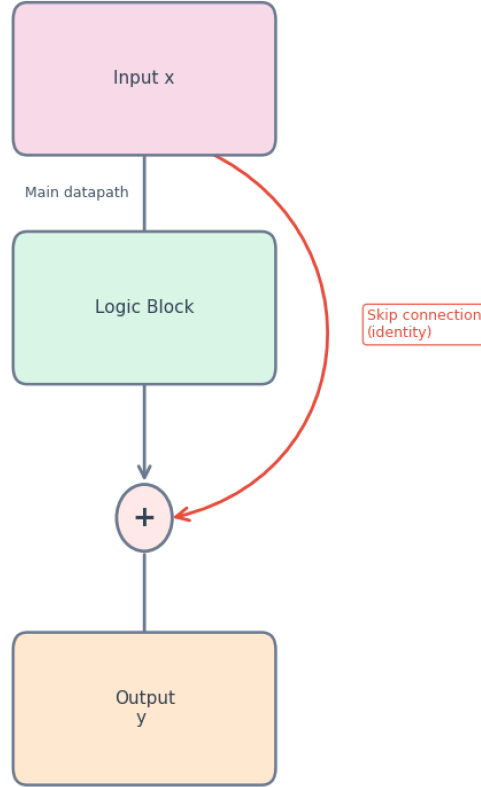 Input x
Main datapath
Logic Block
Skip connection
(identity)
+
Output
y